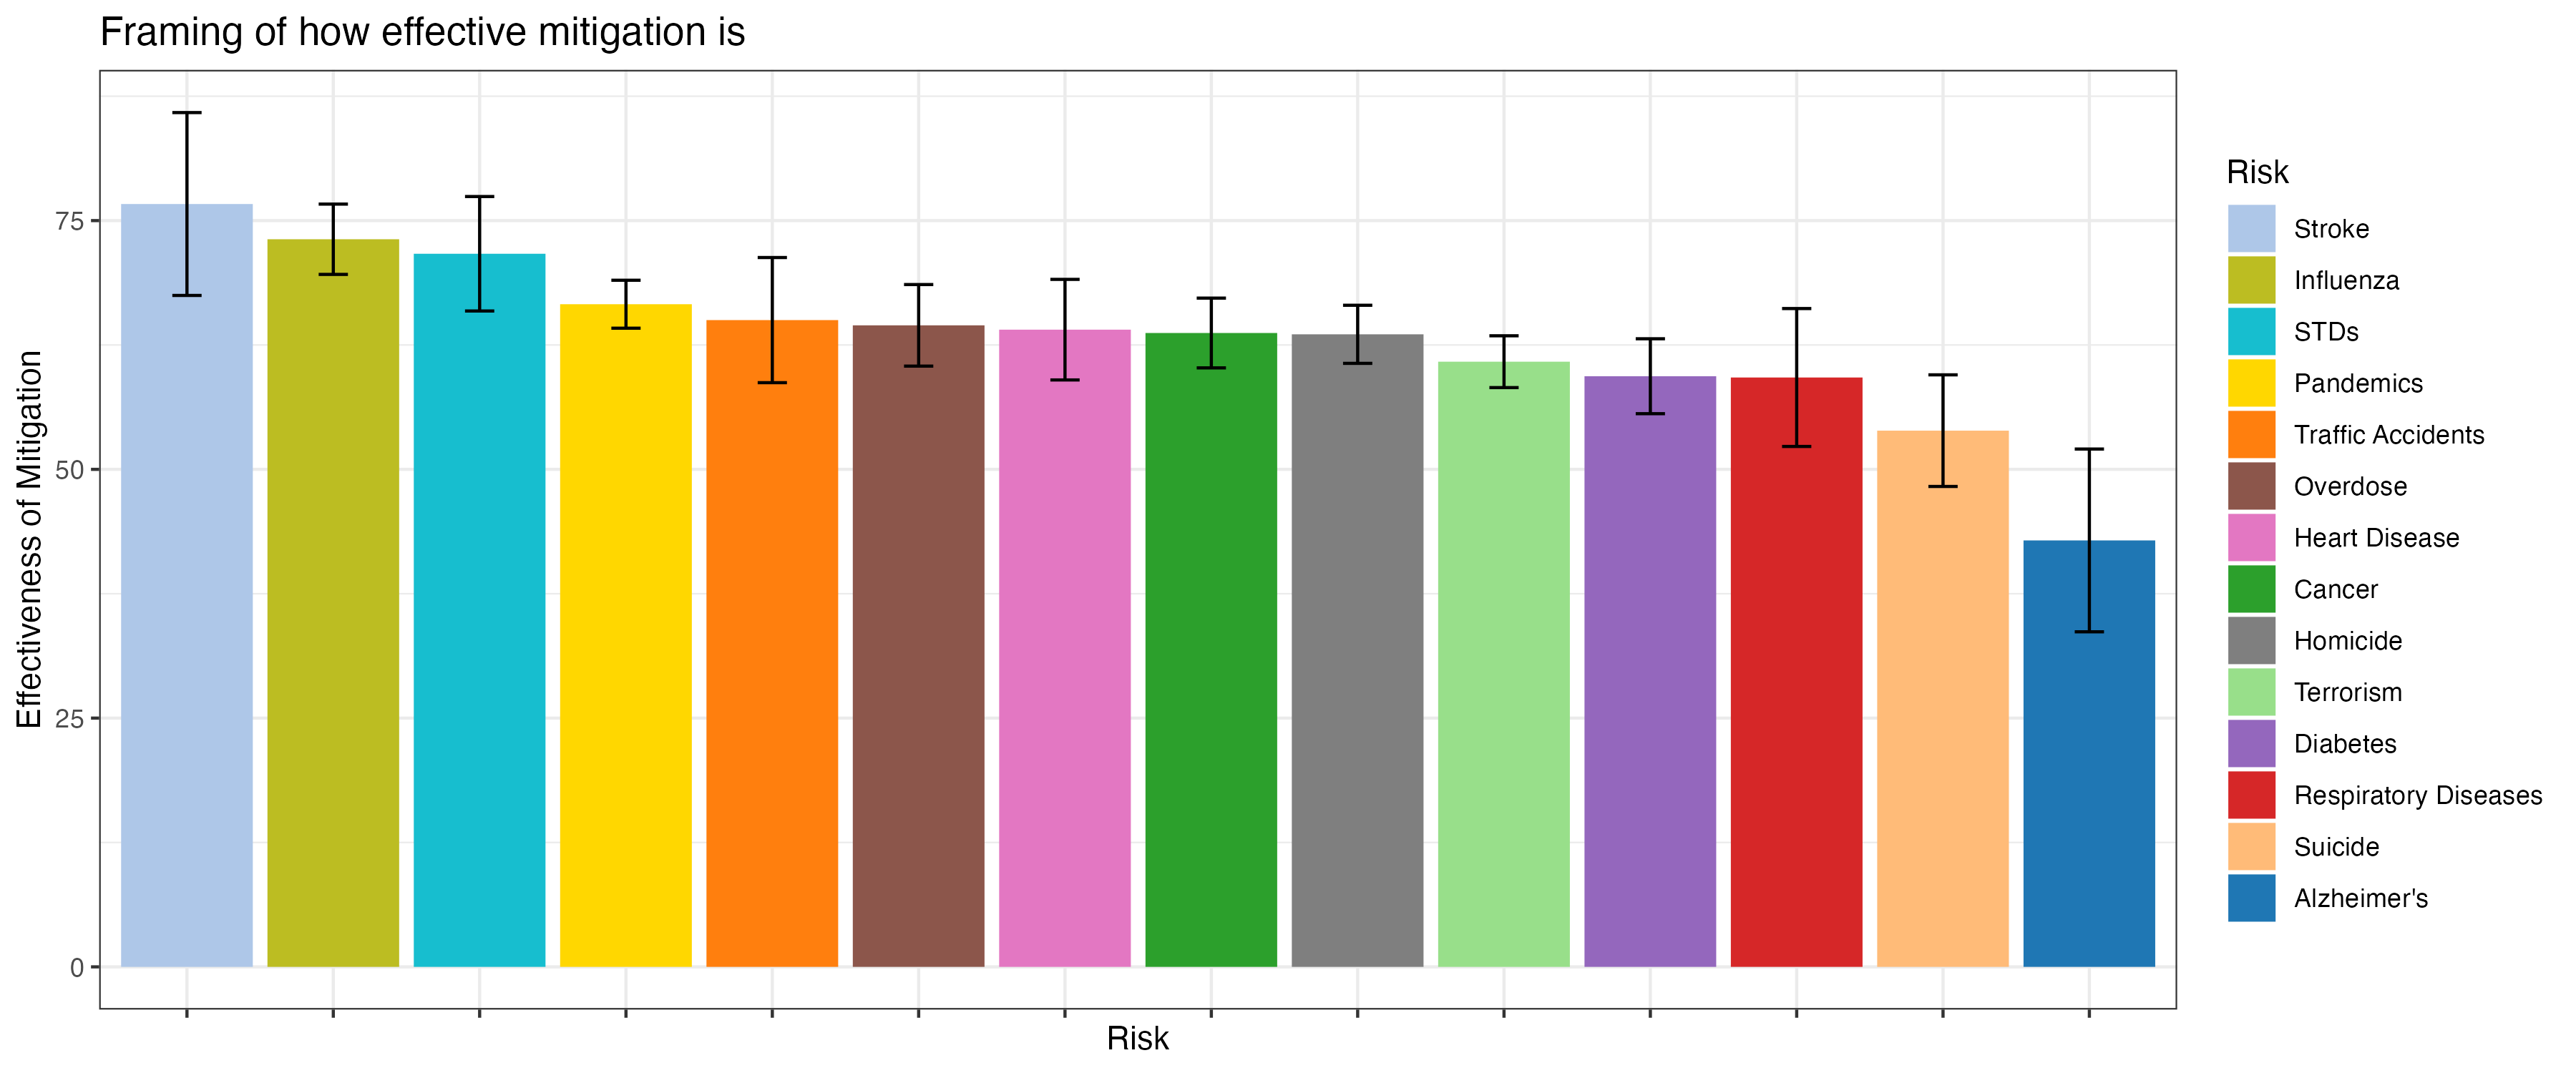 Framing of how effective mitigation is
Effectiveness of Mitigation
75
50
25
0
Risk
Risk
Stroke
Influenza
STDs
Pandemics
Traffic Accidents
Overdose
Heart Disease
Cancer
Homicide
Terrorism
Diabetes
Respiratory Diseases
Suicide
Alzheimer's